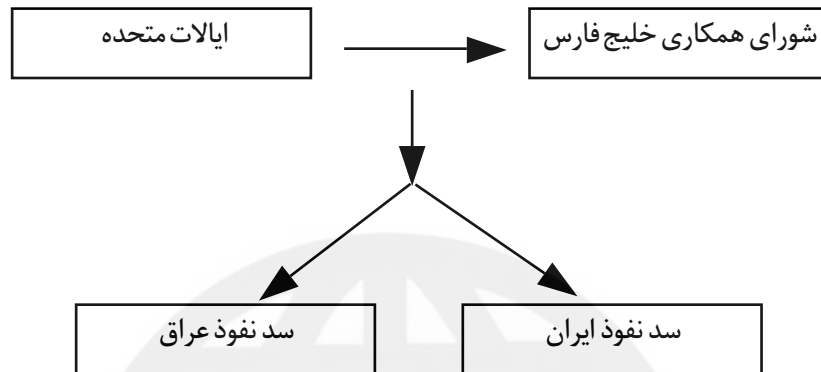 شورای همکاری خلیج فارس
ایالات متحده
سد نفوذ ایران
سد نفوذ عراق